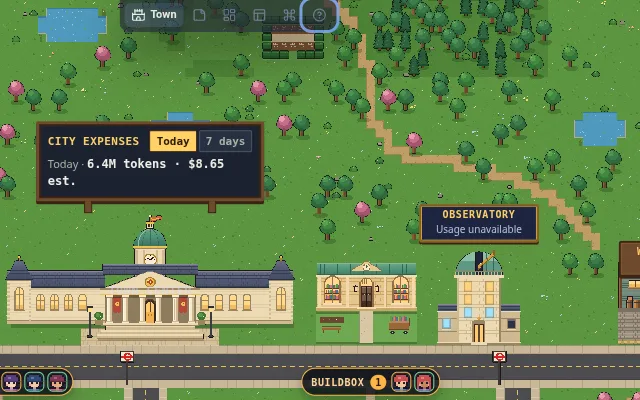 Town
CITY EXPENSES Today 7 days
Today · 6.4M tokens · $8.65
est.
OBSERVATORY
Usage unavailable
BUILDBOX 1